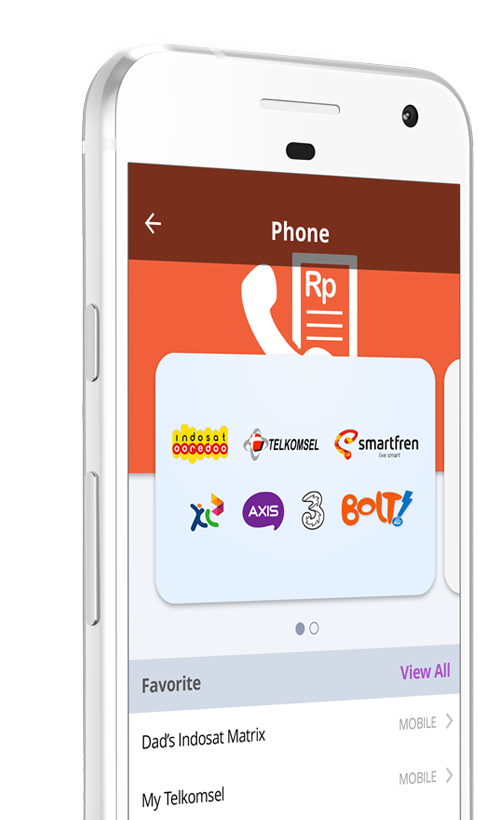 Phone
Rp
indosat
ooredoo
TELKOMSEL
smartfren
live smart
XL
AXIS
3
BOLT!
Favorite
View All
Dad's Indosat Matrix
MOBILE
My Telkomsel
MOBILE